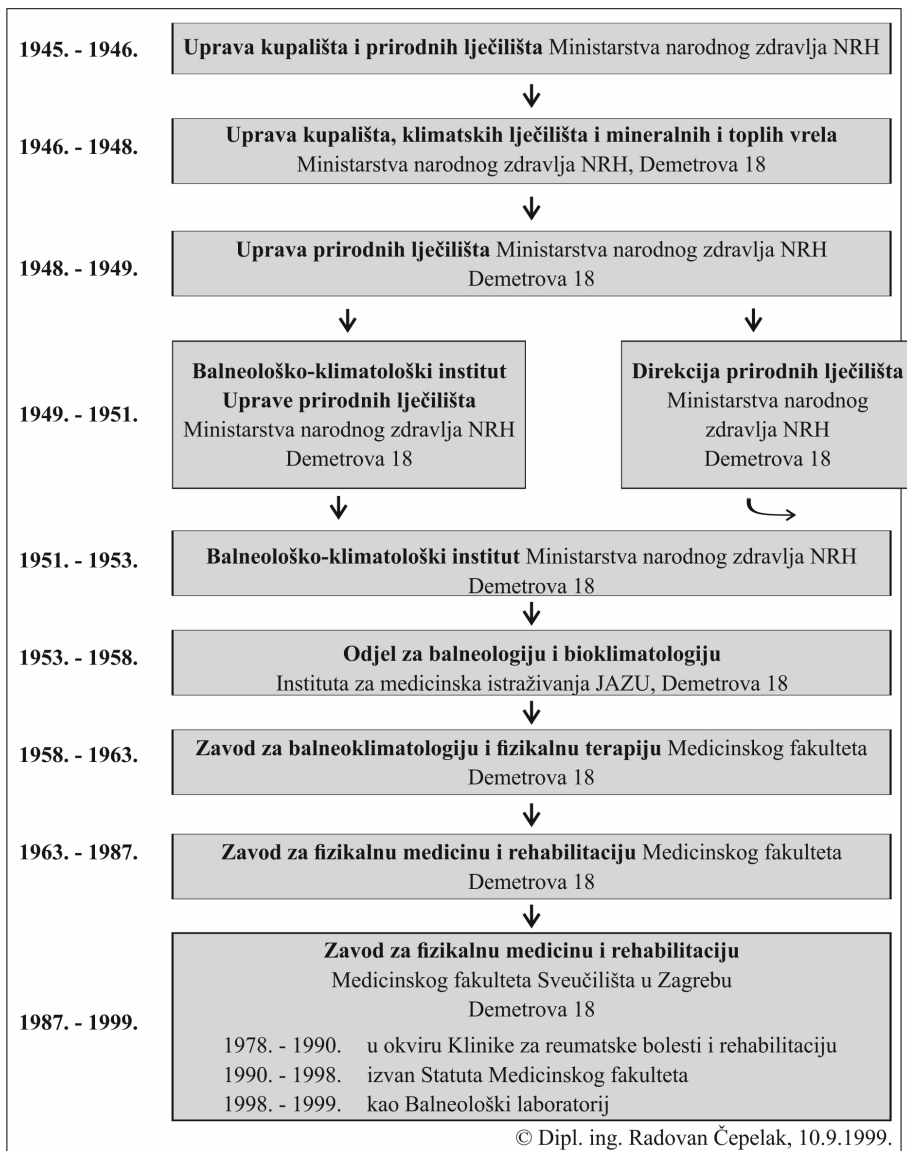 1945. - 1946.
Uprava kupališta i prirodnih lječilišta Ministarstva narodnog zdravlja NRH
1946. - 1948.
Uprava kupališta, klimatskih lječilišta i mineralnih i toplih vrela
Ministarstva narodnog zdravlja NRH, Demetrova 18
1948. - 1949.
Uprava prirodnih lječilišta Ministarstva narodnog zdravlja NRH
Demetrova 18
1949. - 1951.
Balneološko-klimatološki institut
Uprave prirodnih lječilišta
Ministarstva narodnog zdravlja NRH
Demetrova 18
Direkcija prirodnih lječilišta
Ministarstva narodnog
zdravlja NRH
Demetrova 18
1951. - 1953.
Balneološko-klimatološki institut Ministarstva narodnog zdravlja NRH
Demetrova 18
1953. - 1958.
Odjel za balneologiju i bioklimatologiju
Instituta za medicinska istraživanja JAZU, Demetrova 18
1958. - 1963.
Zavod za balneoklimatologiju i fizikalnu terapiju Medicinskog fakulteta
Demetrova 18
1963. - 1987.
Zavod za fizikalnu medicinu i rehabilitaciju Medicinskog fakulteta
Demetrova 18
1987. - 1999.
Zavod za fizikalnu medicinu i rehabilitaciju
Medicinskog fakulteta Sveučilišta u Zagrebu
Demetrova 18
1978. - 1990. u okviru Klinike za reumatske bolesti i rehabilitaciju
1990. - 1998. izvan Statuta Medicinskog fakulteta
1998. - 1999. kao Balneološki laboratorij
© Dipl. ing. Radovan Čepelak, 10.9.1999.